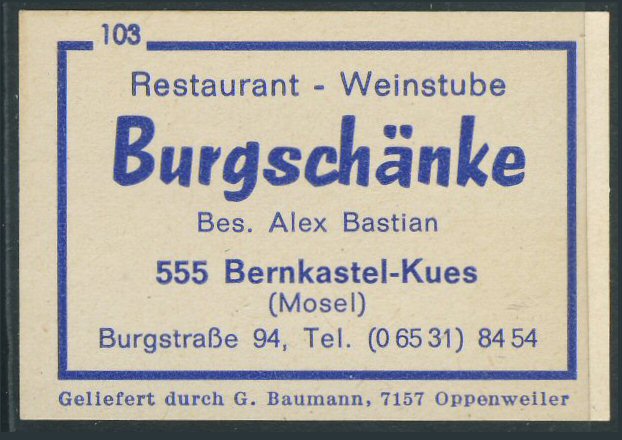 103
Restaurant - Weinstube
Burgschänke
Bes. Alex Bastian
555 Bernkastel-Kues
(Mosel)
Burgstraße 94, Tel. (0 65 31) 84 54
Geliefert durch G. Baumann, 7157 Oppenweiler